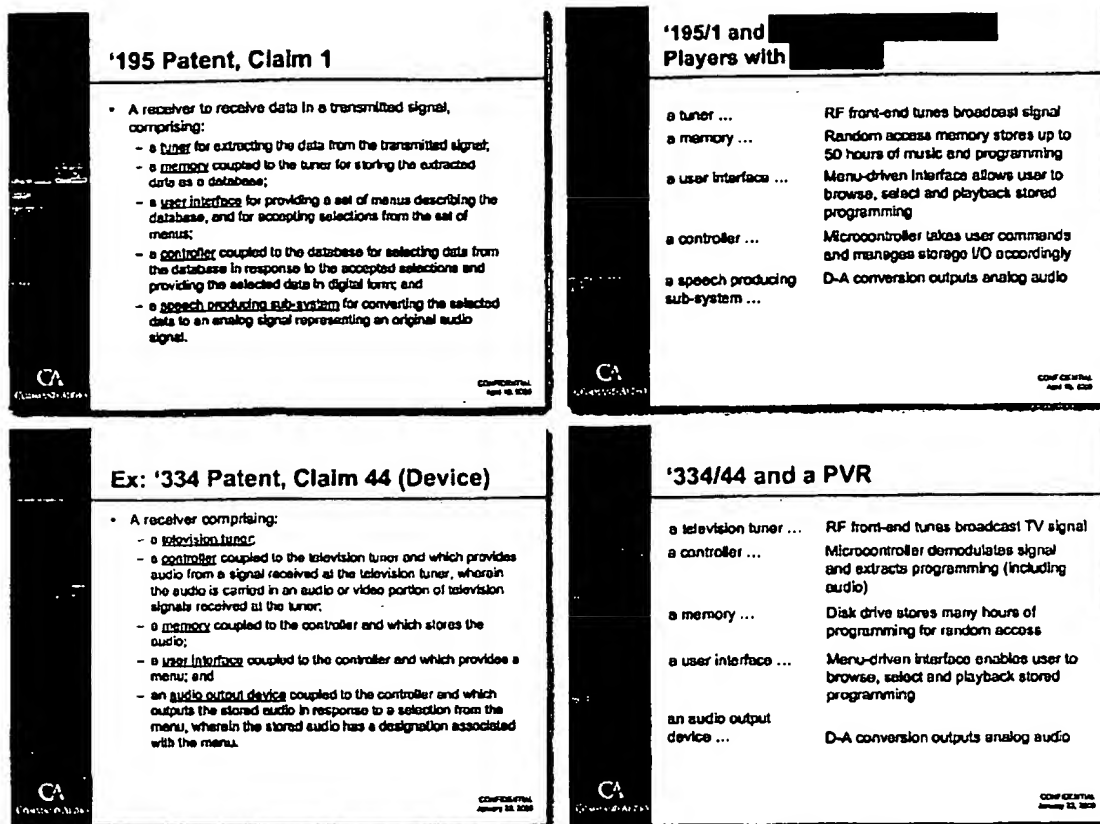 ‘195 Patent, Claim 1
• A receiver to receive data in a transmitted signal,
comprising:
– a tuner for extracting the data from the transmitted signal;
– a memory coupled to the tuner for storing the extracted
data as a database;
– a user interface for providing a set of menus describing the
database, and for accepting selections from the set of
menus;
– a controller coupled to the database for selecting data from
the database in response to the accepted selections and
providing the selected data in digital form; and
– a speech producing sub-system for converting the selected
data to an analog signal representing an original audio
signal.
CA
CONFIDENTIAL
‘195/1 and
Players with
a tuner ... RF front-end tunes broadcast signal
a memory ... Random access memory stores up to
50 hours of music and programming
a user interface ... Menu-driven Interface allows user to
browse, select and playback stored
programming
a controller ... Microcontroller takes user commands
and manages storage I/O accordingly
a speech producing D-A conversion outputs analog audio
sub-system ...
CA
CONFIDENTIAL
Ex: ‘334 Patent, Claim 44 (Device)
• A receiver comprising:
– a television tuner;
– a controller coupled to the television tuner and which provides
audio from a signal received at the television tuner, wherein
the audio is carried in an audio or video portion of television
signals received at the tuner;
– a memory coupled to the controller and which stores the
audio;
– a user interface coupled to the controller and which provides a
menu; and
– an audio output device coupled to the controller and which
outputs the stored audio in response to a selection from the
menu, wherein the stored audio has a designation associated
with the menu.
CA
CONFIDENTIAL
‘334/44 and a PVR
a television tuner ... RF front-end tunes broadcast TV signal
a controller ... Microcontroller demodulates signal
and extracts programming (including
audio)
a memory ... Disk drive stores many hours of
programming for random access
a user interface ... Menu-driven interface enables user to
browse, select and playback stored
programming
an audio output
device ... D-A conversion outputs analog audio
CA
CONFIDENTIAL